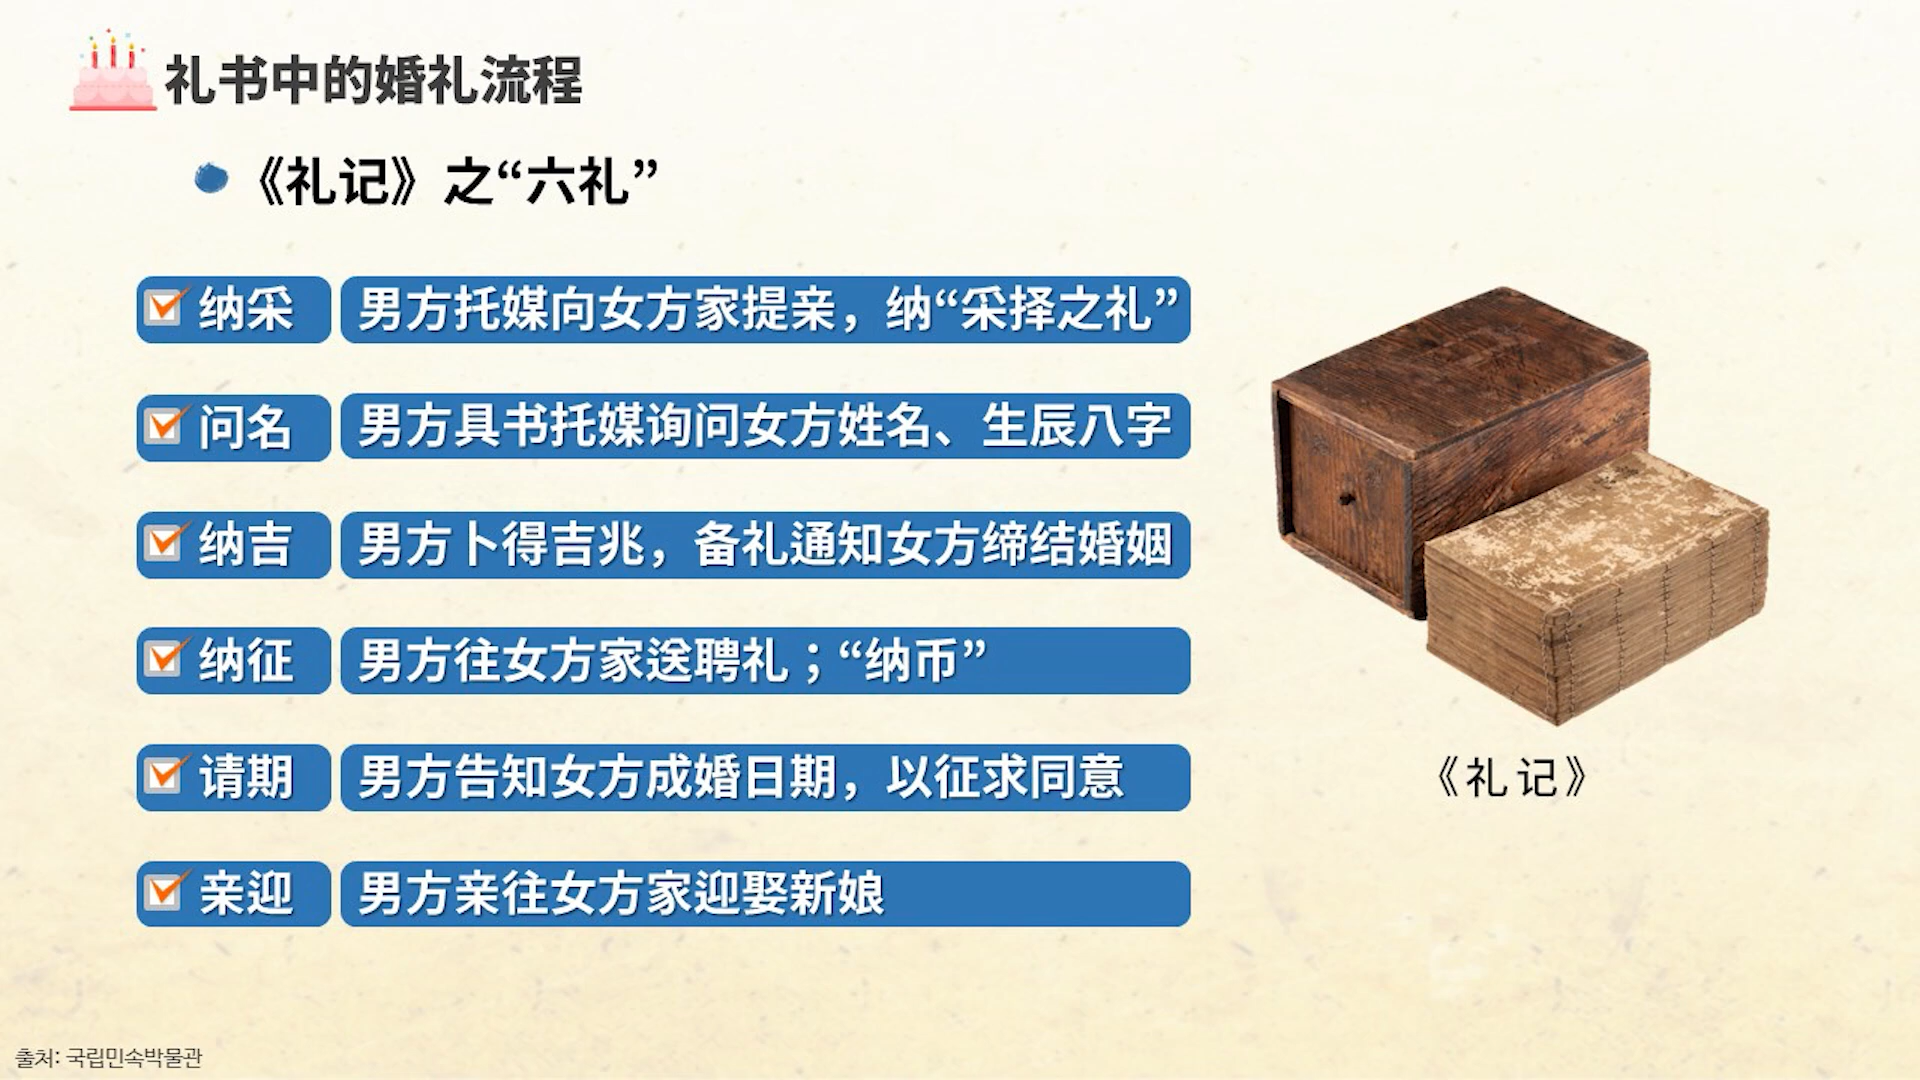 礼书中的婚礼流程
《礼记》之“六礼”
纳采 男方托媒向女方家提亲，纳“采择之礼”
问名 男方具书托媒询问女方姓名、生辰八字
纳吉 男方卜得吉兆，备礼通知女方缔结婚姻
纳征 男方往女方家送聘礼；“纳币”
请期 男方告知女方成婚日期，以征求同意
亲迎 男方亲往女方家迎娶新娘
《礼记》
출처: 국립민속박물관